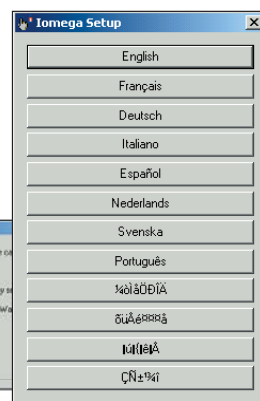 Iomega Setup
English
Français
Deutsch
Italiano
Español
Nederlands
Svenska
Português
¼òÌåÖÐÎÄ
ÇÑ±¹¾î